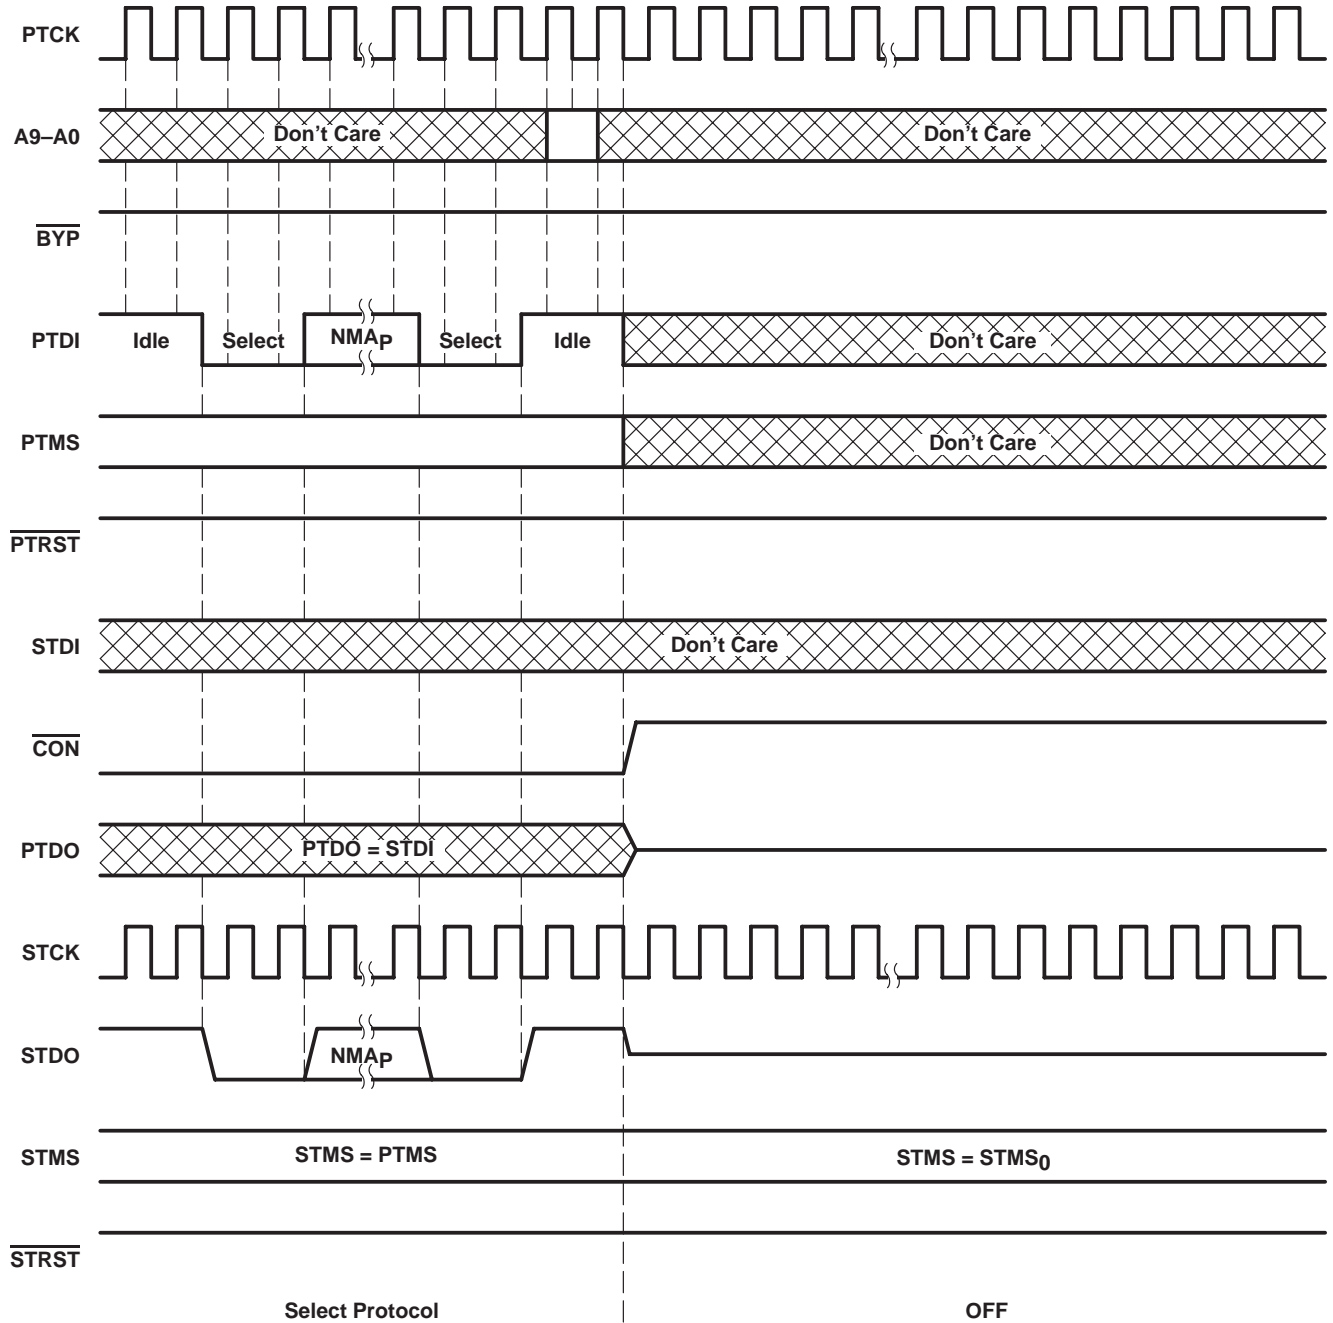 PTCK
A9–A0
Don't Care
Don't Care
BYP
PTDI
Idle
Select
NMAP
Select
Idle
Don't Care
PTMS
Don't Care
PTRST
STDI
Don't Care
CON
PTDO
PTDO = STDI
STCK
STDO
NMAP
STMS
STMS = PTMS
STMS = STMS0
STRST
Select Protocol
OFF